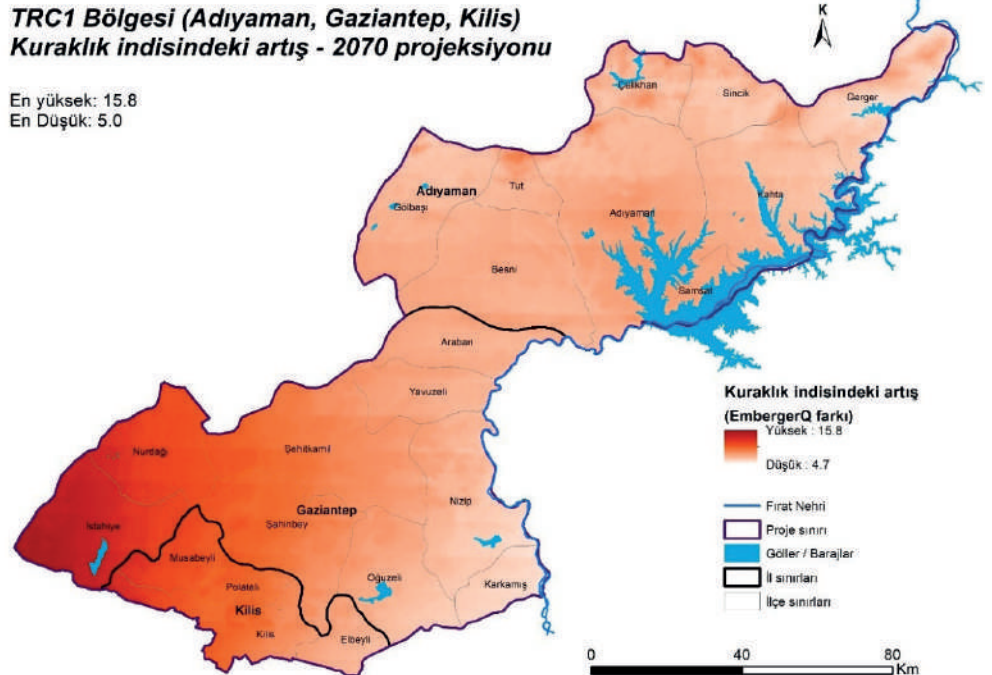 TRC1 Bölgesi (Adıyaman, Gaziantep, Kilis)
Kuraklık indisindeki artış - 2070 projeksiyonu
En yüksek: 15.8
En Düşük: 5.0
K
Çelikhan
Sincik
Gerger
Adıyaman
Gölbaşı
Tut
Adıyaman
Kahta
Besni
Samsat
Araban
Yavuzeli
Nurdağı
Şehitkamil
Gaziantep
Şahinbey
Nizip
İslahiye
Musabeyli
Polateli
Oğuzeli
Karkamış
Kilis
Kilis
Elbeyli
Kuraklık indisindeki artış
(EmbergerQ farkı)
Yüksek : 15.8
Düşük : 4.7
Fırat Nehri
Proje sınırı
Göller / Barajlar
İl sınırları
İlçe sınırları
0 40 80
Km